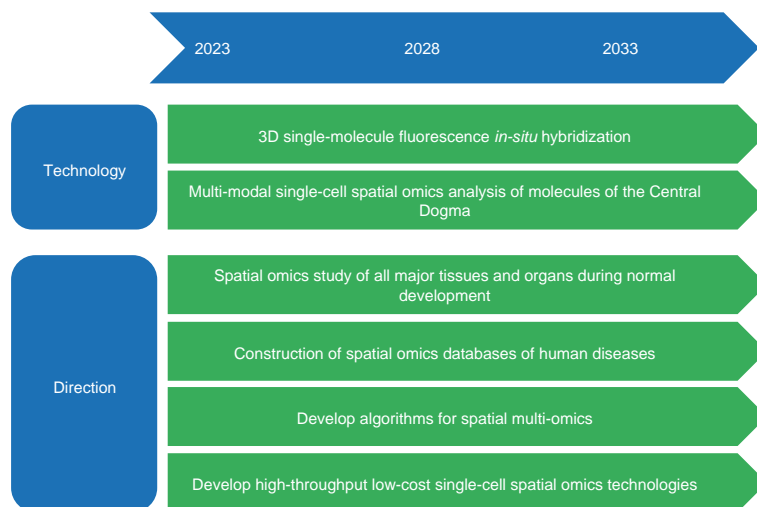 2023 2028 2033
Technology
3D single-molecule fluorescence in-situ hybridization
Multi-modal single-cell spatial omics analysis of molecules of the Central
Dogma
Direction
Spatial omics study of all major tissues and organs during normal
development
Construction of spatial omics databases of human diseases
Develop algorithms for spatial multi-omics
Develop high-throughput low-cost single-cell spatial omics technologies